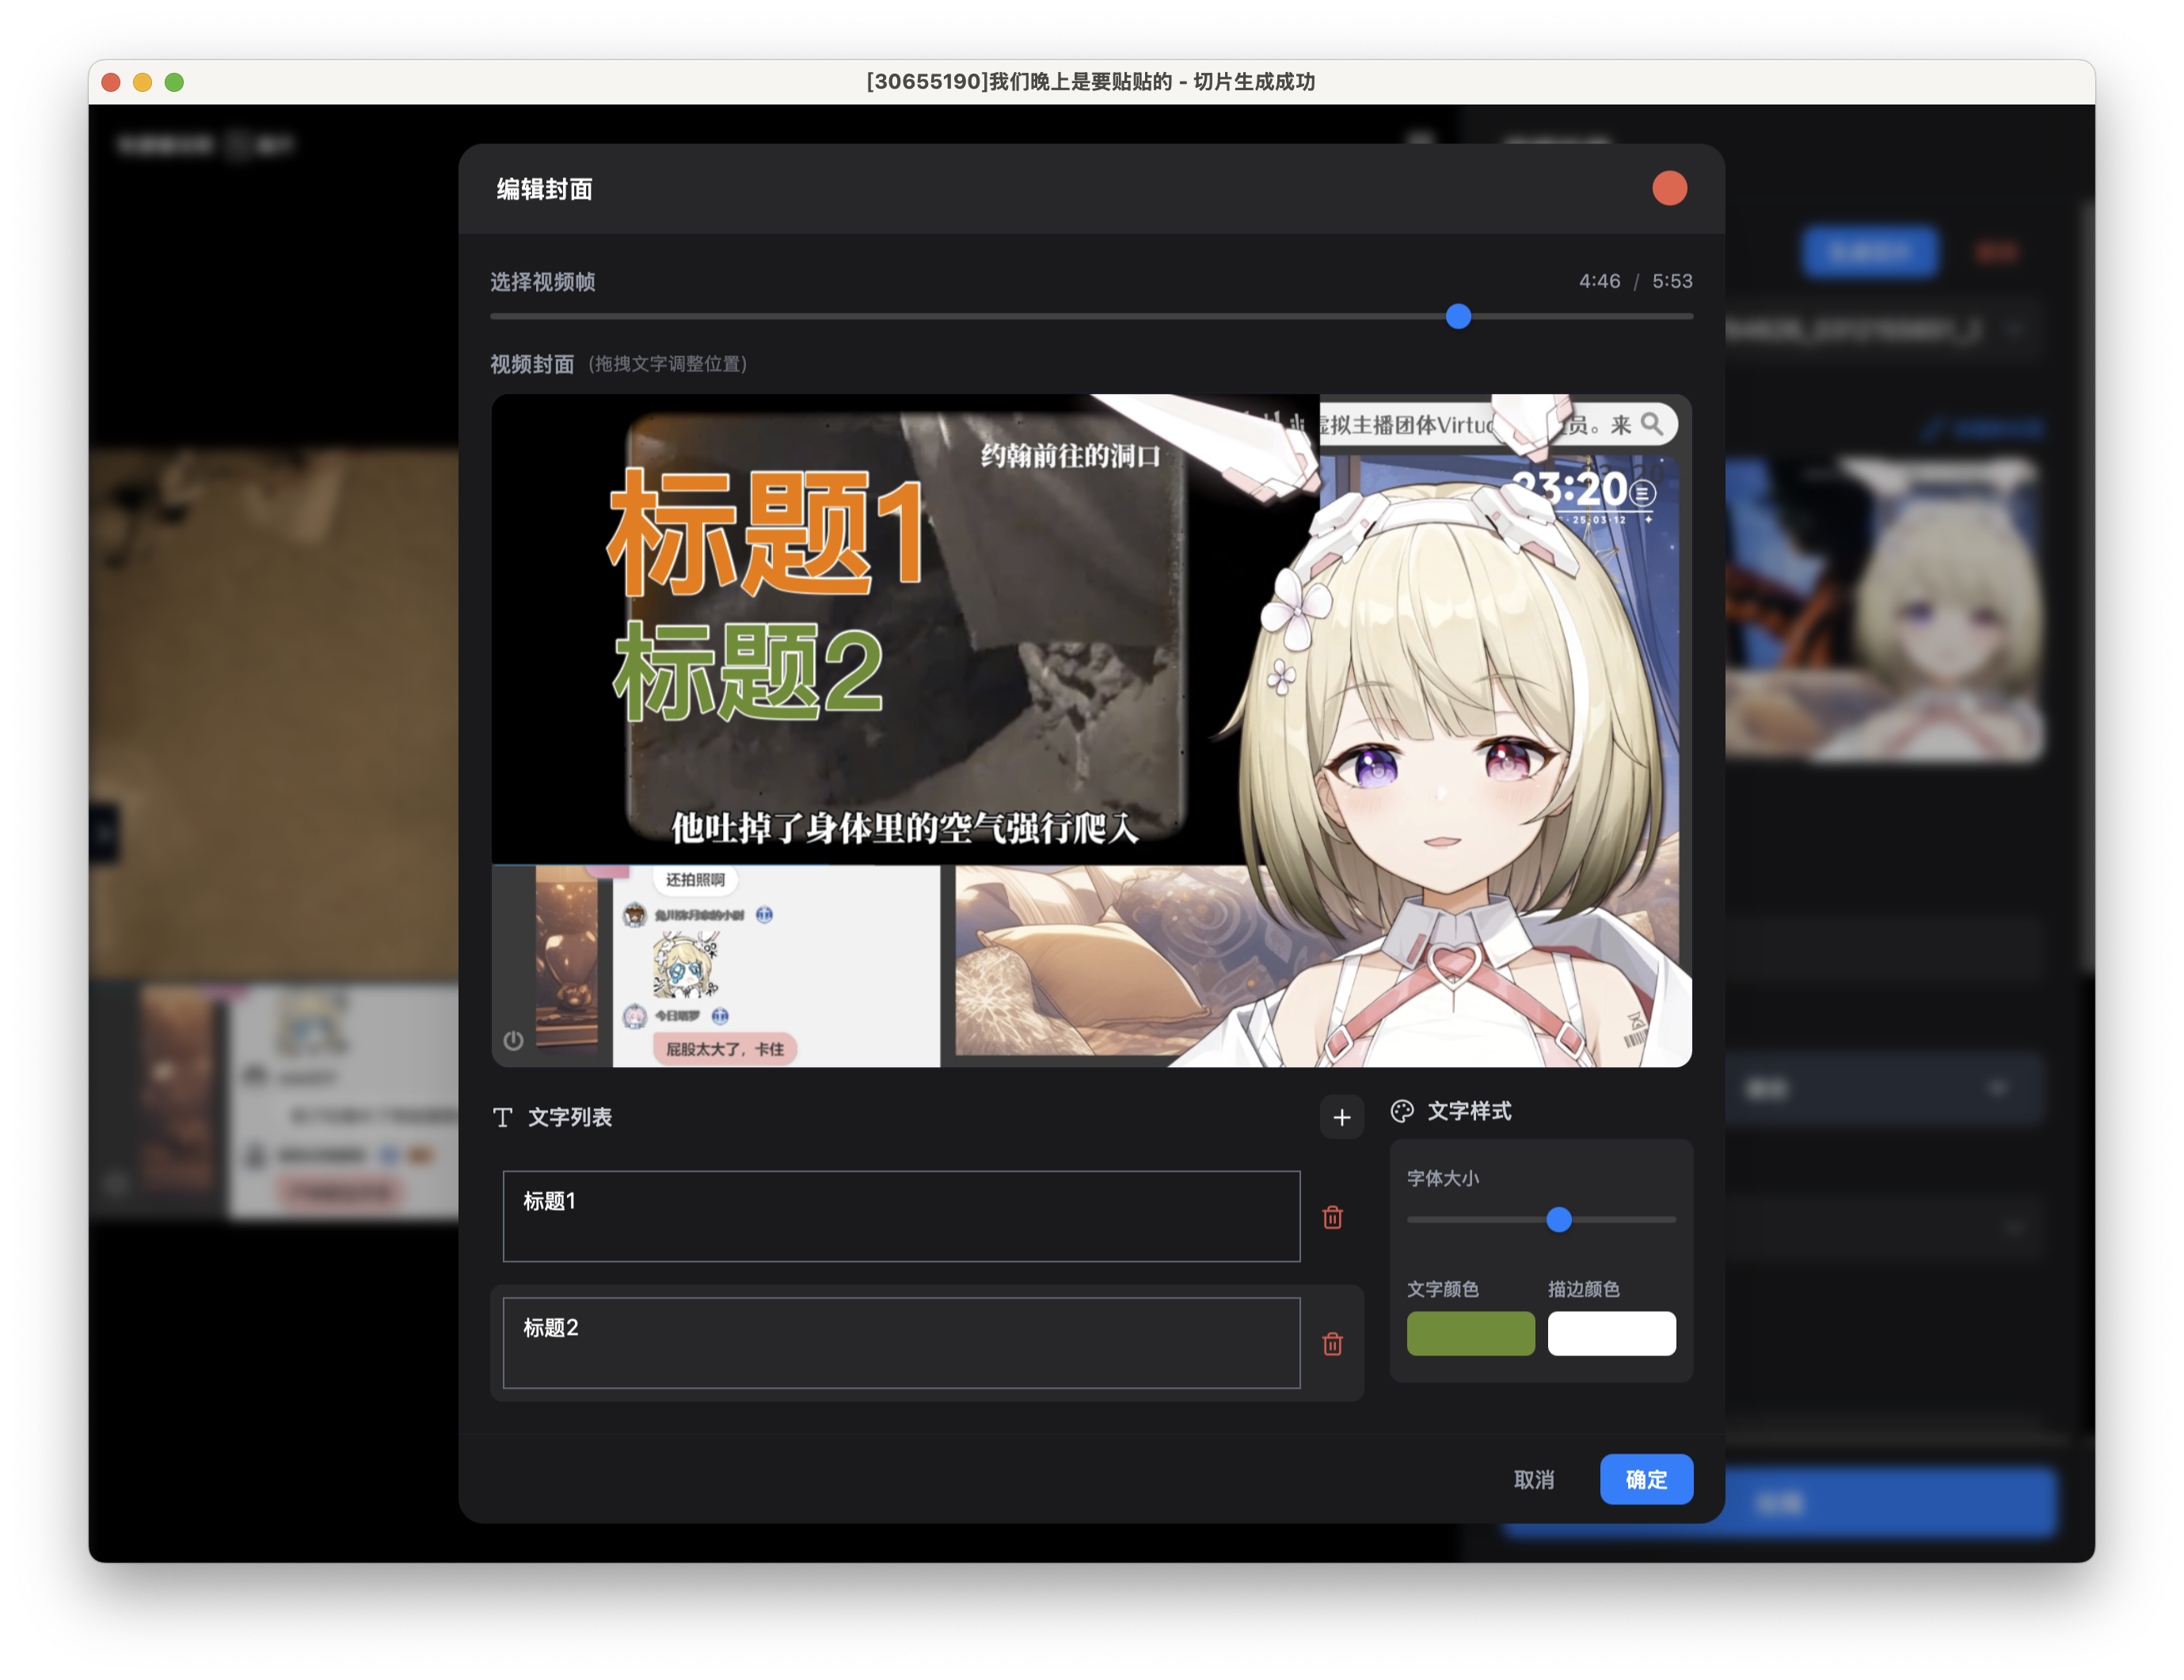 [30655190]我们晚上是要贴贴的 - 切片生成成功
编辑封面
选择视频帧
4:46 / 5:53
视频封面 (拖拽文字调整位置)
虚拟主播团体Virtu
员。来
约翰前往的洞口
23:20 三
25:03-12
标题1
标题2
他吐掉了身体里的空气强行爬入
还拍照啊
今日塔罗
屁股太大了，卡住
文字列表
文字样式
标题1
标题2
字体大小
文字颜色
描边颜色
取消
确定